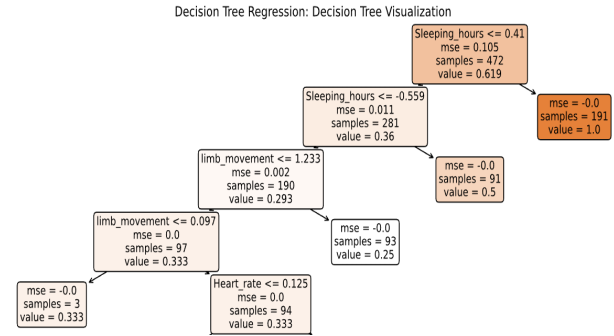 Decision Tree Regression: Decision Tree Visualization
Sleeping_hours <= 0.41
mse = 0.105
samples = 472
value = 0.619
Sleeping_hours <= -0.559
mse = 0.011
samples = 281
value = 0.36
mse = -0.0
samples = 191
value = 1.0
limb_movement <= 1.233
mse = 0.002
samples = 190
value = 0.293
mse = -0.0
samples = 91
value = 0.5
limb_movement <= 0.097
mse = 0.0
samples = 97
value = 0.333
mse = -0.0
samples = 93
value = 0.25
mse = -0.0
samples = 3
value = 0.333
Heart_rate <= 0.125
mse = 0.0
samples = 94
value = 0.333